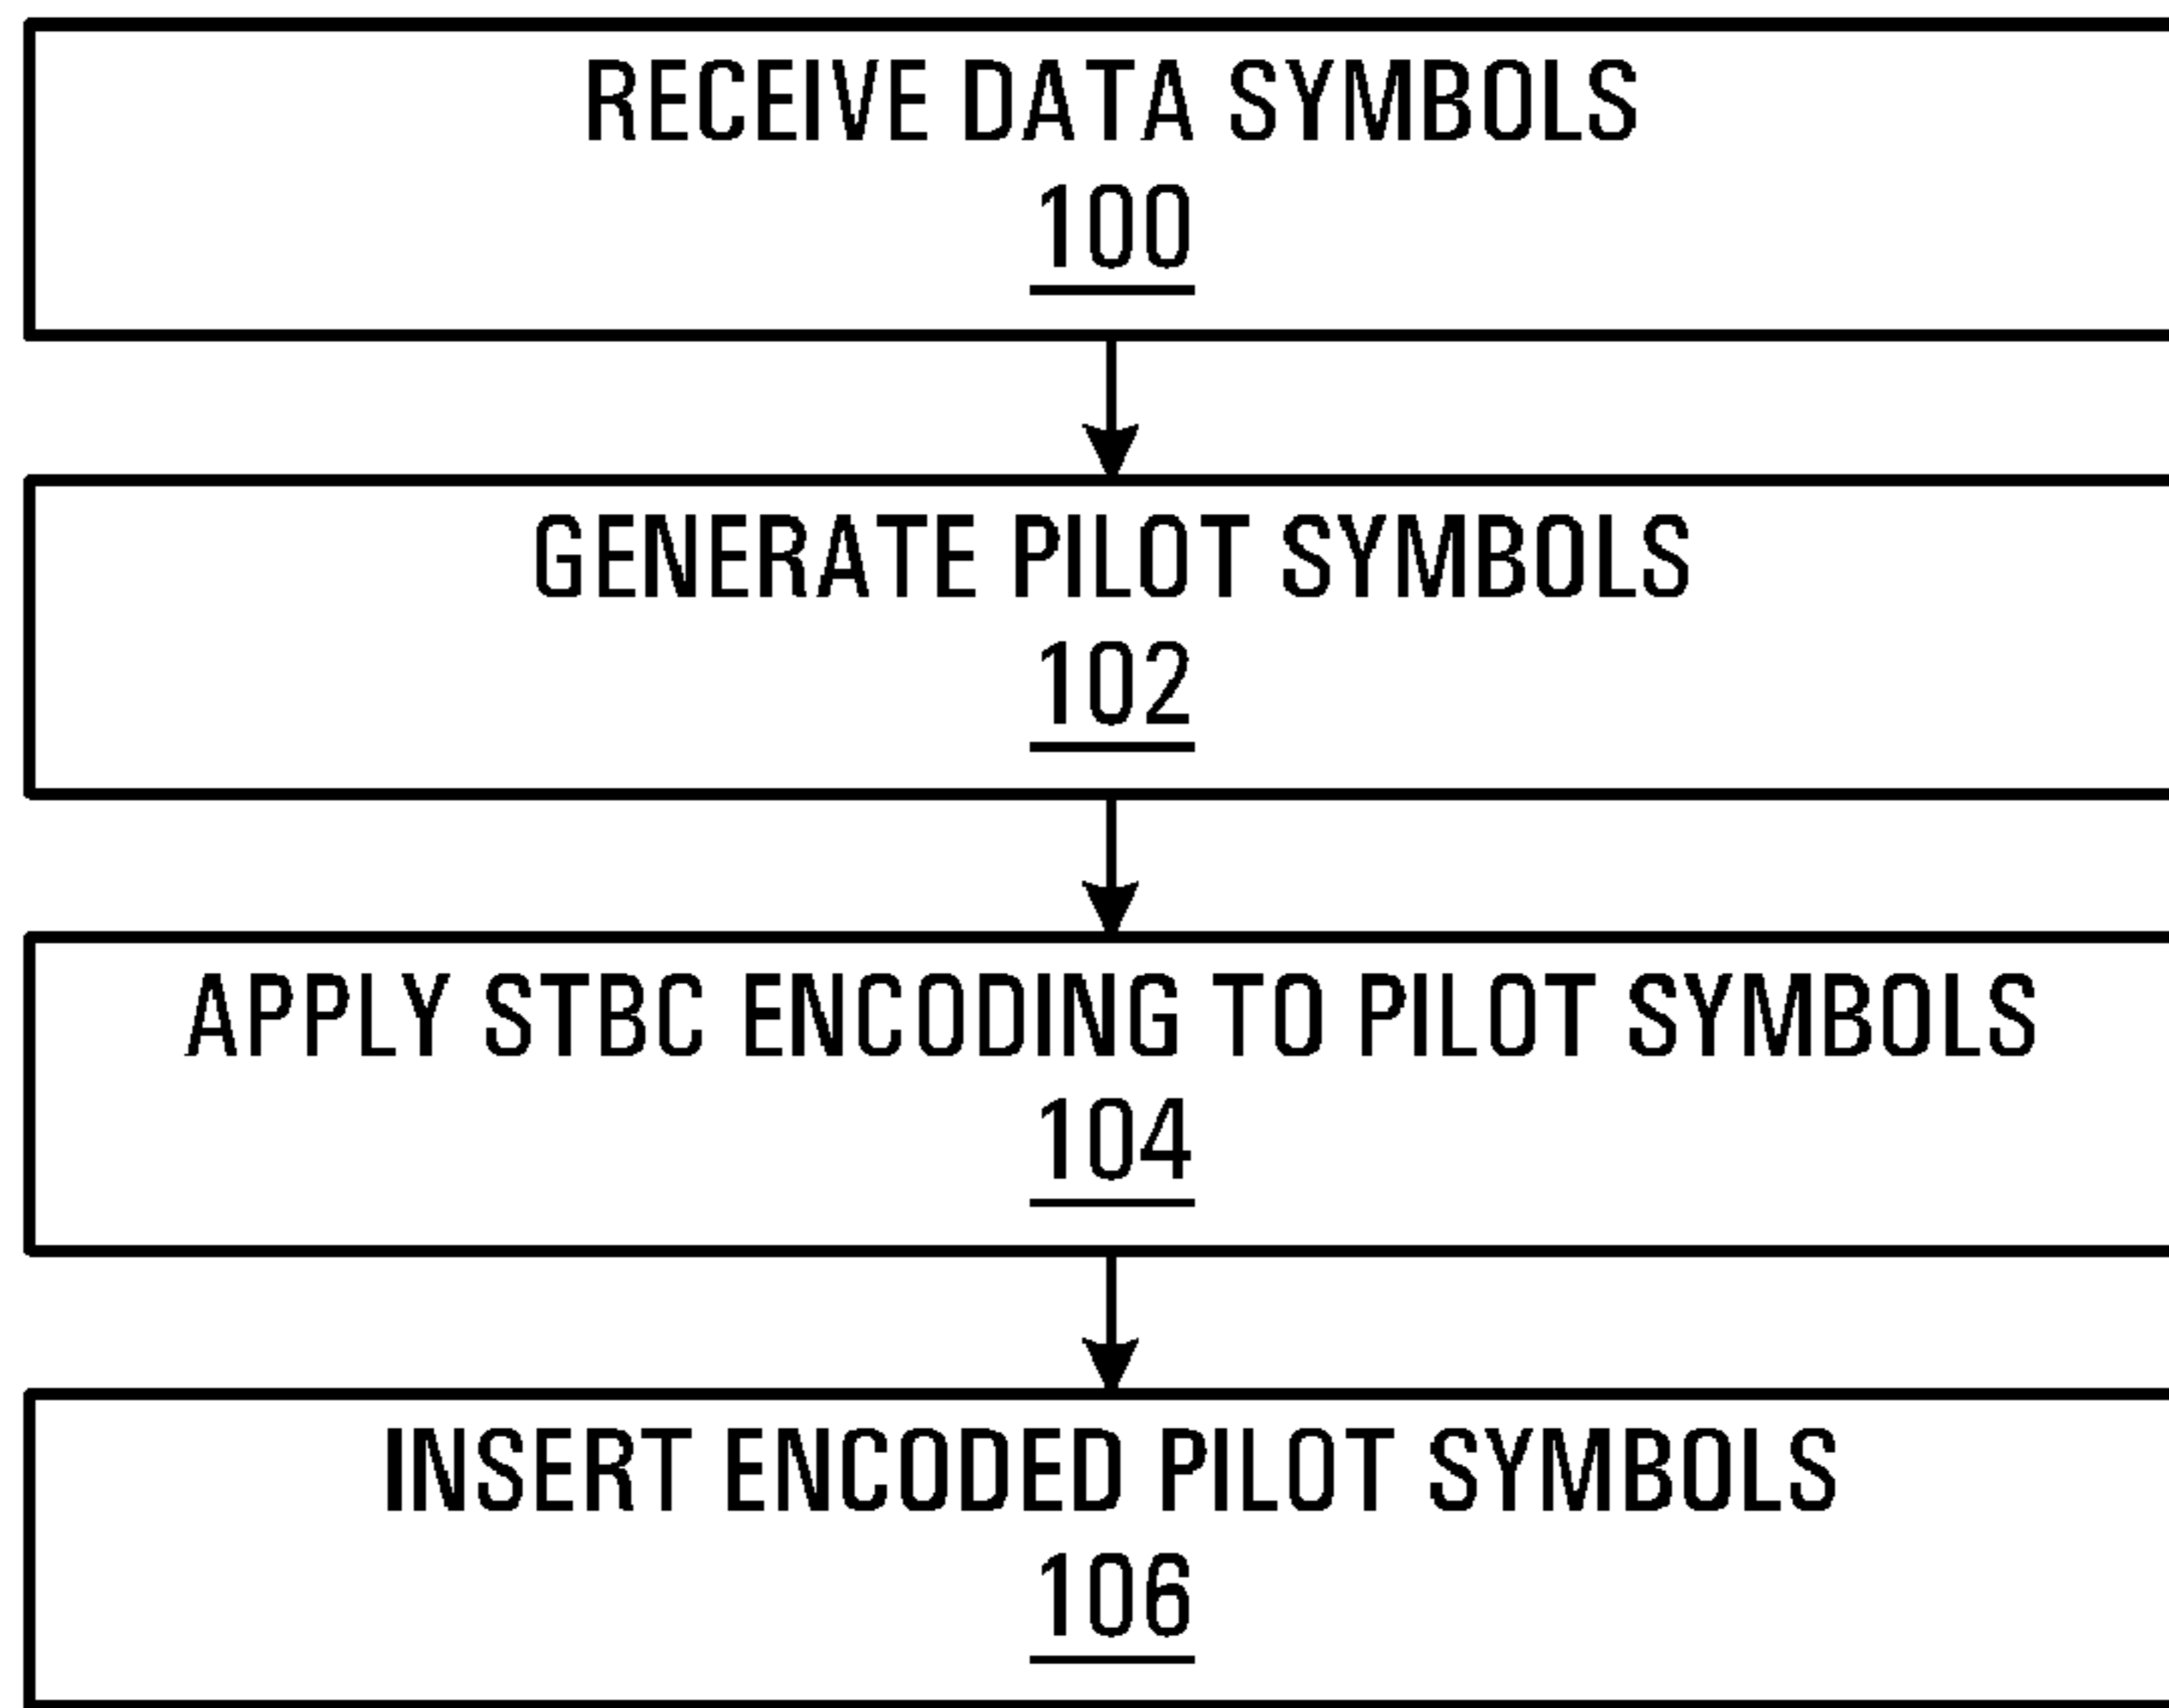 RECEIVE DATA SYMBOLS
100
GENERATE PILOT SYMBOLS
102
APPLY STBC ENCODING TO PILOT SYMBOLS
104
INSERT ENCODED PILOT SYMBOLS
106